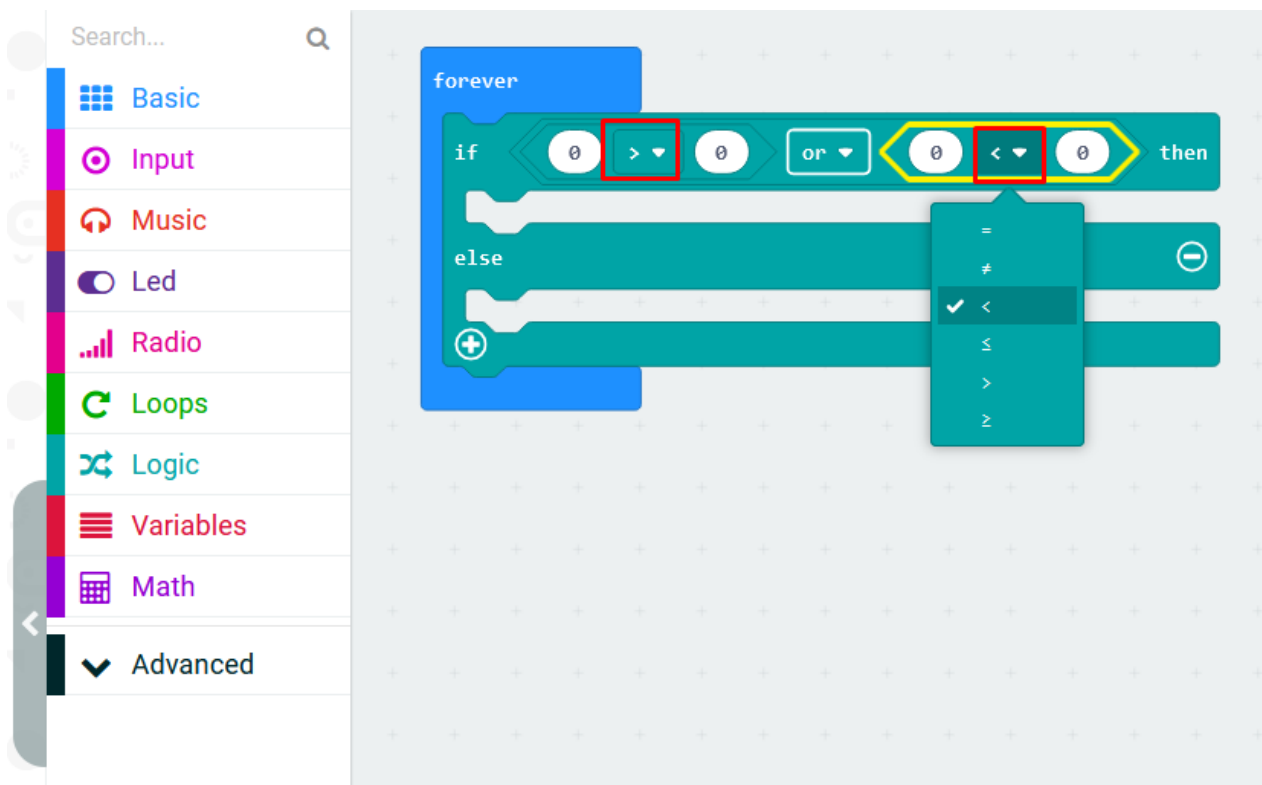 Search...
Basic
Input
Music
Led
Radio
Loops
Logic
Variables
Math
Advanced
forever
if 0 > 0 or 0 < 0 then
else
=
≠
<
≤
>
≥